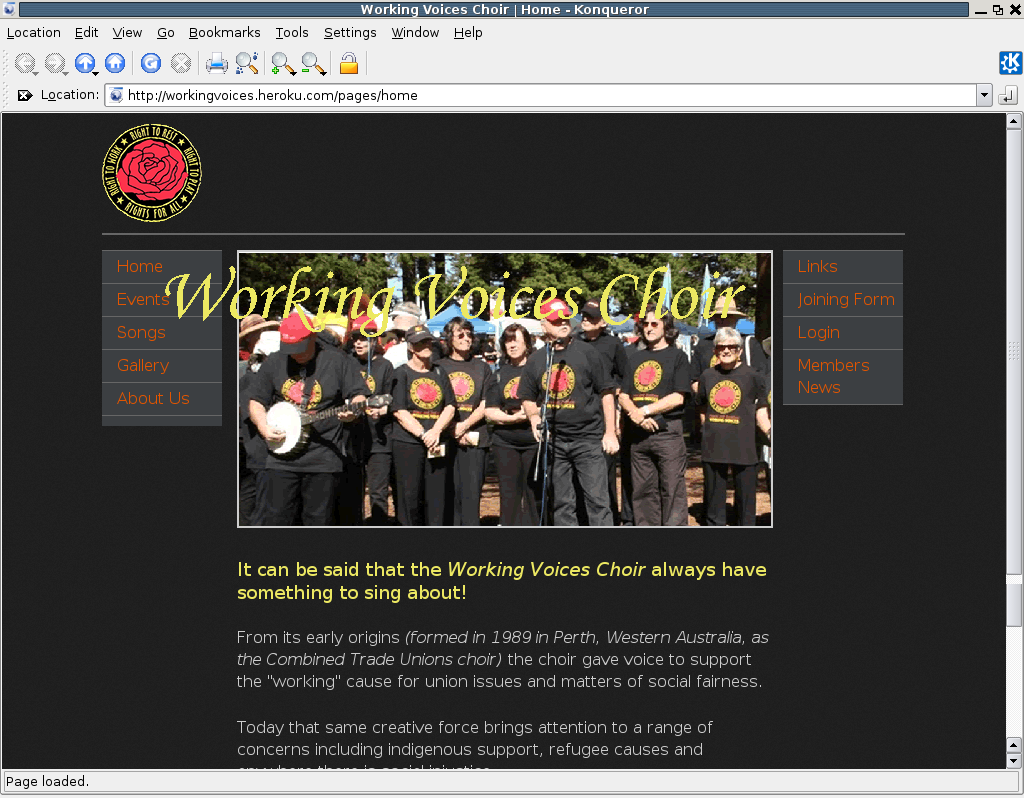 Working Voices Choir | Home - Konqueror
Location Edit View Go Bookmarks Tools Settings Window Help
Location: http://workingvoices.heroku.com/pages/home
RIGHT TO WORK ★ RIGHT TO REST ★ RIGHT TO PLAY ★ RIGHTS FOR ALL ★
Working Voices Choir
Home
Events
Songs
Gallery
About Us
Links
Joining Form
Login
Members
News
It can be said that the Working Voices Choir always have
something to sing about!
From its early origins (formed in 1989 in Perth, Western Australia, as
the Combined Trade Unions choir) the choir gave voice to support
the "working" cause for union issues and matters of social fairness.
Today that same creative force brings attention to a range of
concerns including indigenous support, refugee causes and
anywhere there is social injustice
Page loaded.